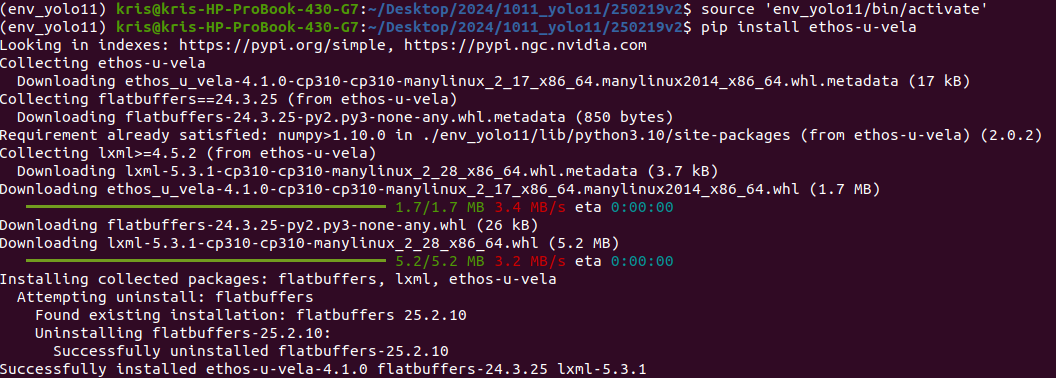 (env_yolo11) kris@kris-HP-ProBook-430-G7:~/Desktop/2024/1011_yolo11/250219v2$ source 'env_yolo11/bin/activate'
(env_yolo11) kris@kris-HP-ProBook-430-G7:~/Desktop/2024/1011_yolo11/250219v2$ pip install ethos-u-vela
Looking in indexes: https://pypi.org/simple, https://pypi.ngc.nvidia.com
Collecting ethos-u-vela
  Downloading ethos_u_vela-4.1.0-cp310-cp310-manylinux_2_17_x86_64.manylinux2014_x86_64.whl.metadata (17 kB)
Collecting flatbuffers==24.3.25 (from ethos-u-vela)
  Downloading flatbuffers-24.3.25-py2.py3-none-any.whl.metadata (850 bytes)
Requirement already satisfied: numpy>1.10.0 in ./env_yolo11/lib/python3.10/site-packages (from ethos-u-vela) (2.0.2)
Collecting lxml>=4.5.2 (from ethos-u-vela)
  Downloading lxml-5.3.1-cp310-cp310-manylinux_2_28_x86_64.whl.metadata (3.7 kB)
Downloading ethos_u_vela-4.1.0-cp310-cp310-manylinux_2_17_x86_64.manylinux2014_x86_64.whl (1.7 MB)
1.7/1.7 MB 3.4 MB/s eta 0:00:00
Downloading flatbuffers-24.3.25-py2.py3-none-any.whl (26 kB)
Downloading lxml-5.3.1-cp310-cp310-manylinux_2_28_x86_64.whl (5.2 MB)
5.2/5.2 MB 3.2 MB/s eta 0:00:00
Installing collected packages: flatbuffers, lxml, ethos-u-vela
  Attempting uninstall: flatbuffers
    Found existing installation: flatbuffers 25.2.10
    Uninstalling flatbuffers-25.2.10:
      Successfully uninstalled flatbuffers-25.2.10
Successfully installed ethos-u-vela-4.1.0 flatbuffers-24.3.25 lxml-5.3.1